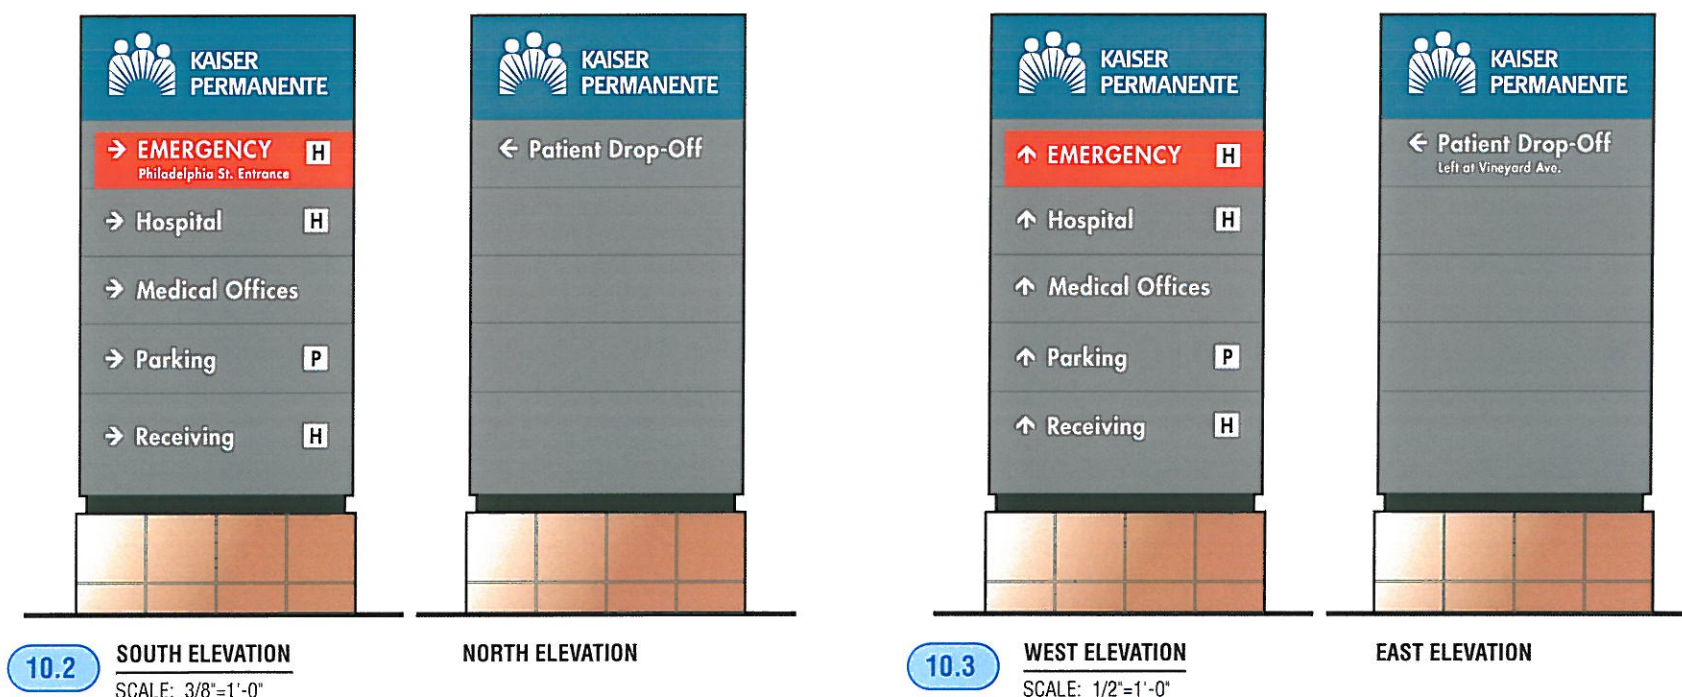 KAISER
PERMANENTE
→ EMERGENCY H
Philadelphia St. Entrance
→ Hospital H
→ Medical Offices
→ Parking P
→ Receiving H
KAISER
PERMANENTE
← Patient Drop-Off
KAISER
PERMANENTE
↑ EMERGENCY H
↑ Hospital H
↑ Medical Offices
↑ Parking P
↑ Receiving H
KAISER
PERMANENTE
← Patient Drop-Off
Left at Vineyard Ave.
10.2 SOUTH ELEVATION
SCALE: 3/8"=1'-0"
NORTH ELEVATION
10.3 WEST ELEVATION
SCALE: 1/2"=1'-0"
EAST ELEVATION